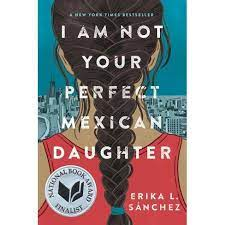 A NEW YORK TIMES BESTSELLER
I AM NOT
YOUR
PERFECT
MEXICAN
DAUGHTER
NATIONAL BOOK AWARD
FINALIST
ERIKA L.
SÁNCHEZ